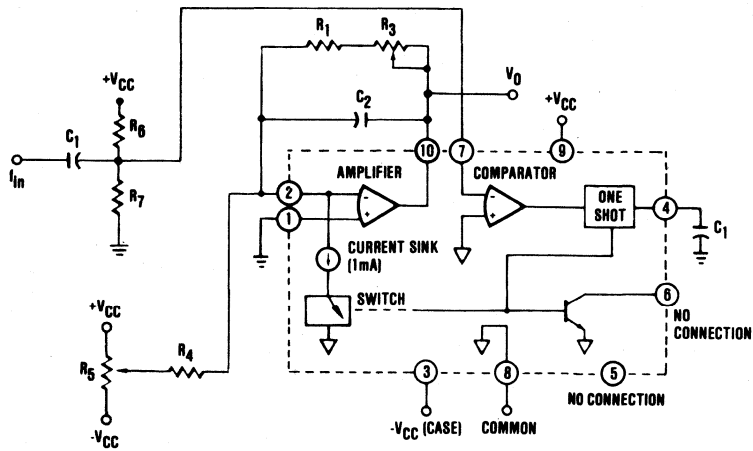 R1
R3
VO
+VCC
C2
+VCC
C1
R6
fin
R7
10
7
9
AMPLIFIER
COMPARATOR
2
-
+
1
-
+
ONE
SHOT
4
C1
CURRENT SINK
(1mA)
SWITCH
6
NO
CONNECTION
+VCC
R5
R4
-VCC
3
8
5
NO CONNECTION
-VCC (CASE)
COMMON